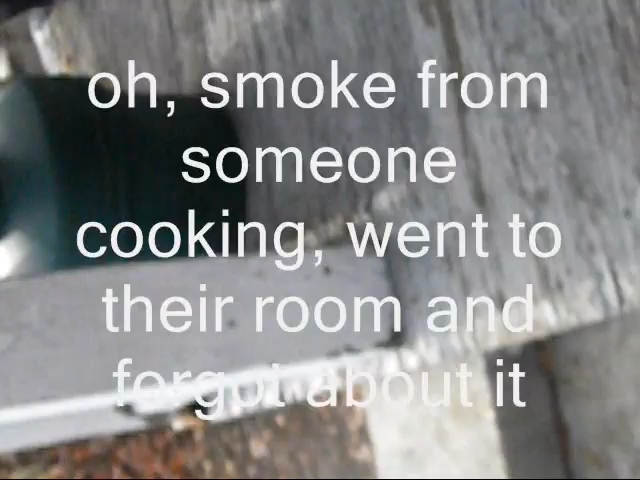 oh, smoke from
someone
cooking, went to
their room and
forgot about it